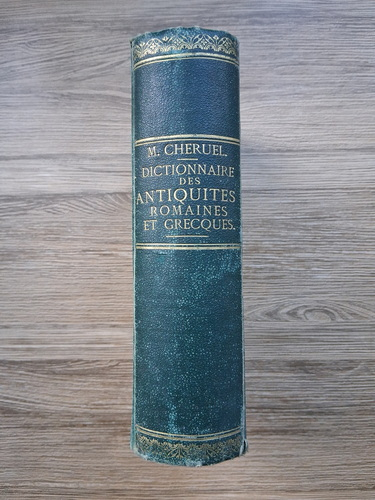 M. CHERUEL.
DICTIONNAIRE
DES
ANTIQUITES
ROMAINES
ET GRECQUES.